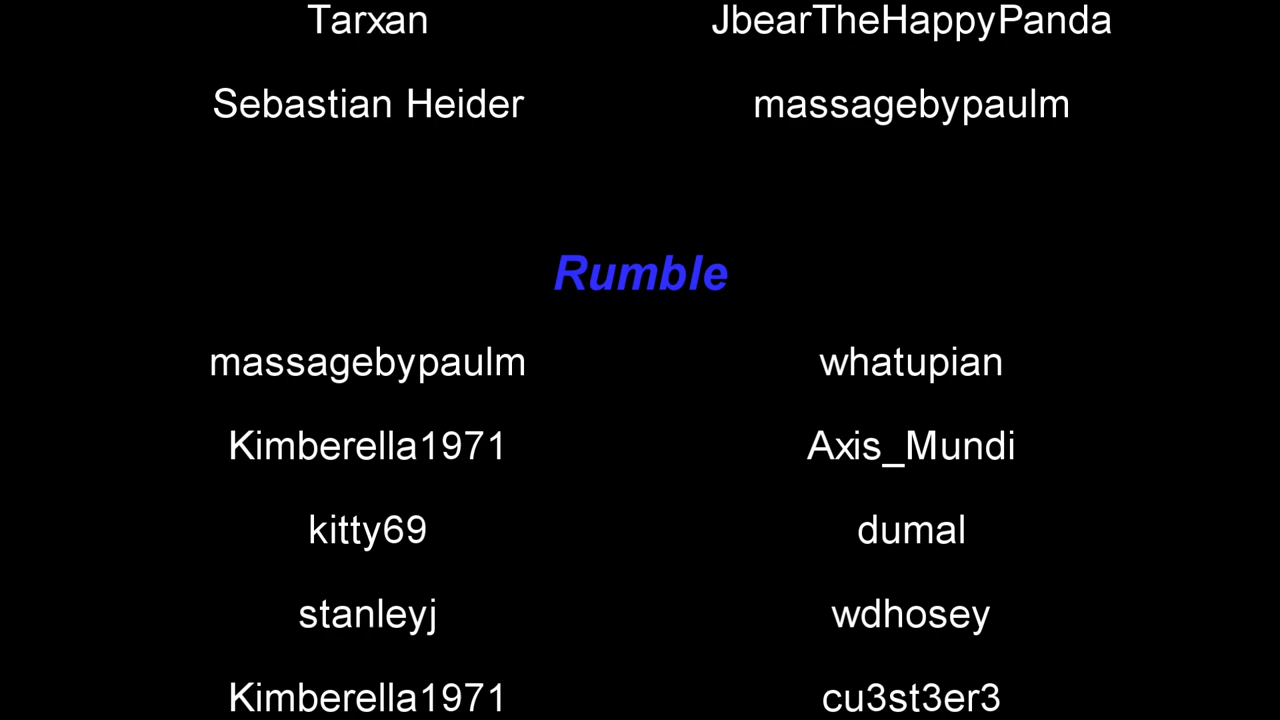 Tarxan JbearTheHappyPanda
Sebastian Heider massagebypaulm
Rumble
massagebypaulm whatupian
Kimberella1971 Axis_Mundi
kitty69 dumal
stanleyj wdhosey
Kimberella1971 cu3st3er3